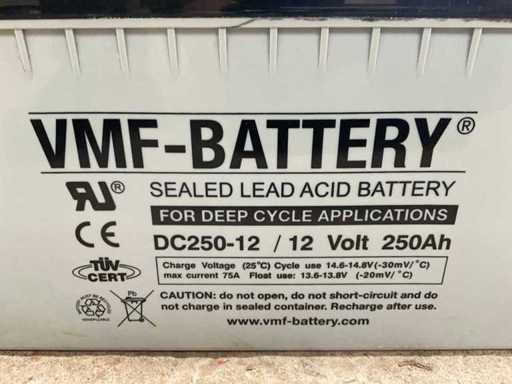 VMF-BATTERY®
SEALED LEAD ACID BATTERY
FOR DEEP CYCLE APPLICATIONS
DC250-12 / 12 Volt 250Ah
Charge Voltage (25°C) Cycle use 14.6-14.8V(-30mV/°C)
max current 75A Float use: 13.6-13.8V (-20mV/°C)
CAUTION: do not open, do not short-circuit and do
not charge in sealed container. Recharge after use.
www.vmf-battery.com
RU®
CE
TÜV
CERT
Pb